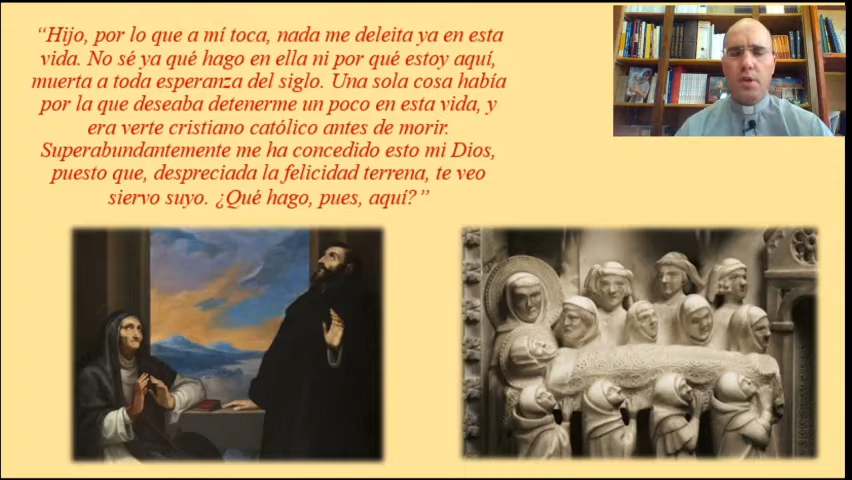 “Hijo, por lo que a mí toca, nada me deleita ya en esta
vida. No sé ya qué hago en ella ni por qué estoy aquí,
muerta a toda esperanza del siglo. Una sola cosa había
por la que deseaba detenerme un poco en esta vida, y
era verte cristiano católico antes de morir.
Superabundantemente me ha concedido esto mi Dios,
puesto que, despreciada la felicidad terrena, te veo
siervo suyo. ¿Qué hago, pues, aquí?”